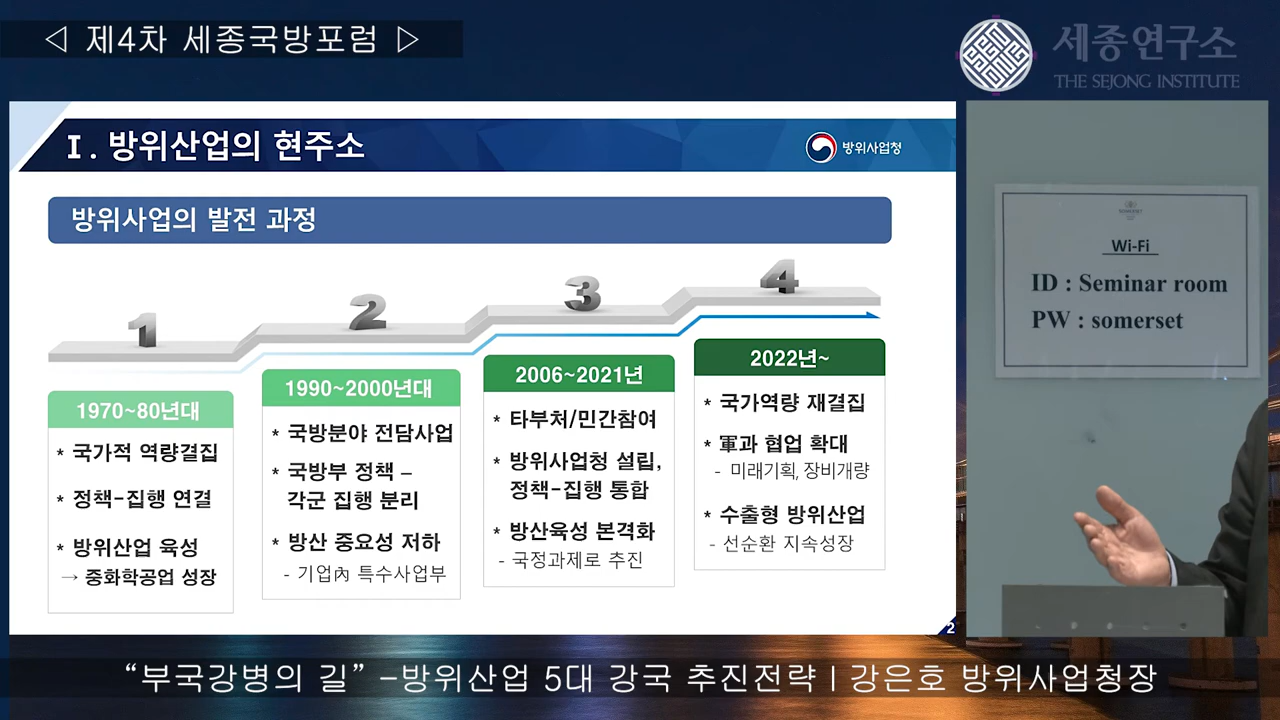 ◁ 제4차 세종국방포럼 ▷
세종연구소
THE SEJONG INSTITUTE
Ⅰ. 방위산업의 현주소
방위사업청
방위사업의 발전 과정
1
2
3
4
1970~80년대
* 국가적 역량결집
* 정책-집행 연결
* 방위산업 육성
→ 중화학공업 성장
1990~2000년대
* 국방분야 전담사업
* 국방부 정책 –
각군 집행 분리
* 방산 중요성 저하
- 기업內 특수사업부
2006~2021년
* 타부처/민간참여
* 방위사업청 설립,
정책-집행 통합
* 방산육성 본격화
- 국정과제로 추진
2022년~
* 국가역량 재결집
* 軍과 협업 확대
- 미래기획, 장비개량
* 수출형 방위산업
- 선순환 지속성장
2
SOMERSET
Wi-Fi
ID : Seminar room
PW : somerset
“부국강병의 길” -방위산업 5대 강국 추진전략 | 강은호 방위사업청장